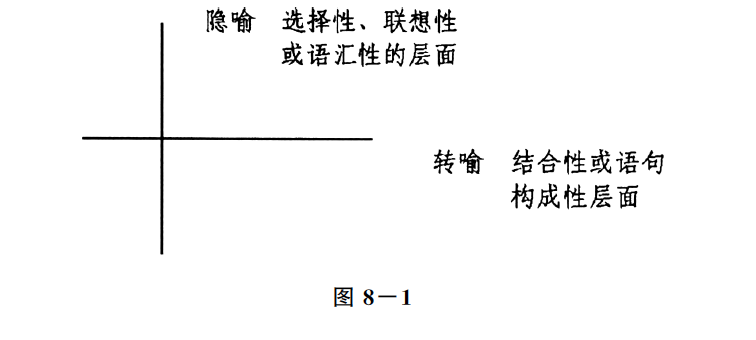 隐喻 选择性、联想性
或语汇性的层面
转喻 结合性或语句
构成性层面
图 8－1